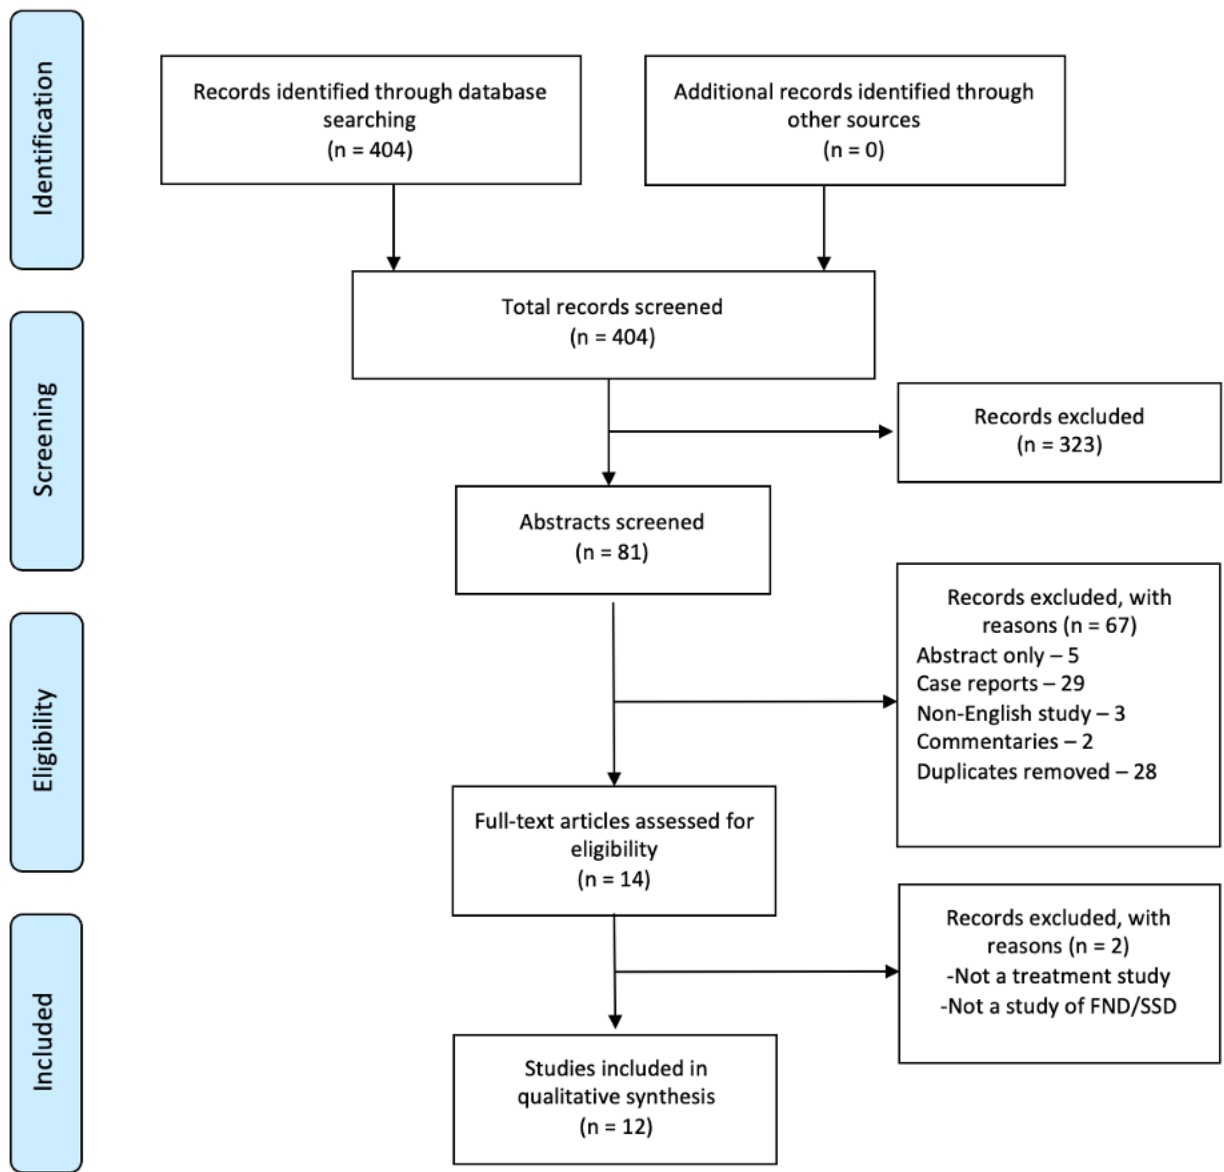 Identification
Records identified through database
searching
(n = 404)
Additional records identified through
other sources
(n = 0)
Total records screened
(n = 404)
Screening
Records excluded
(n = 323)
Abstracts screened
(n = 81)
Eligibility
Records excluded, with
reasons (n = 67)
Abstract only – 5
Case reports – 29
Non-English study – 3
Commentaries – 2
Duplicates removed – 28
Full-text articles assessed for
eligibility
(n = 14)
Included
Records excluded, with
reasons (n = 2)
-Not a treatment study
-Not a study of FND/SSD
Studies included in
qualitative synthesis
(n = 12)